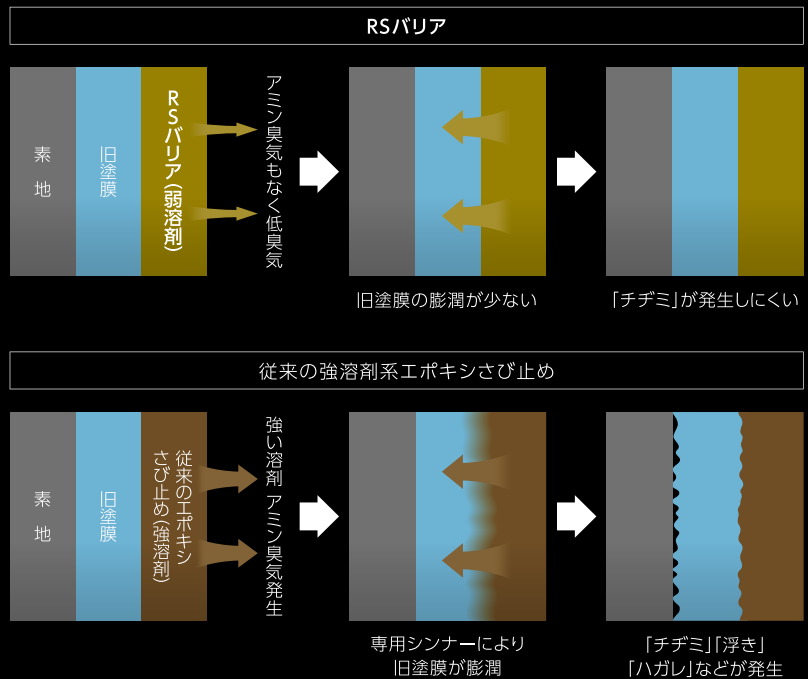 RSバリア
素地
旧塗膜
RSバリア(弱溶剤)
アミン臭気もなく低臭気
旧塗膜の膨潤が少ない
「チヂミ」が発生しにくい
従来の強溶剤系エポキシさび止め
素地
旧塗膜
従来のエポキシ
さび止め(強溶剤)
強い溶剤 アミン臭気発生
専用シンナーにより
旧塗膜が膨潤
「チヂミ」「浮き」
「ハガレ」などが発生